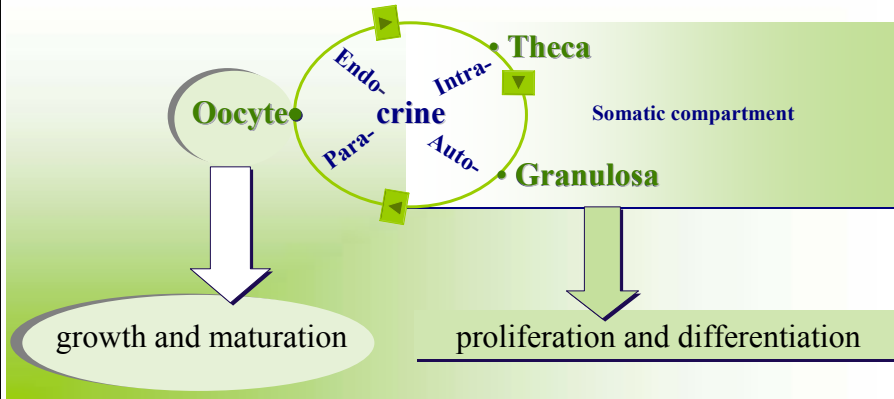 • Theca
Endo-
Intra-
Oocyte•
crine
Somatic compartment
Para-
Auto-
• Granulosa
growth and maturation
proliferation and differentiation